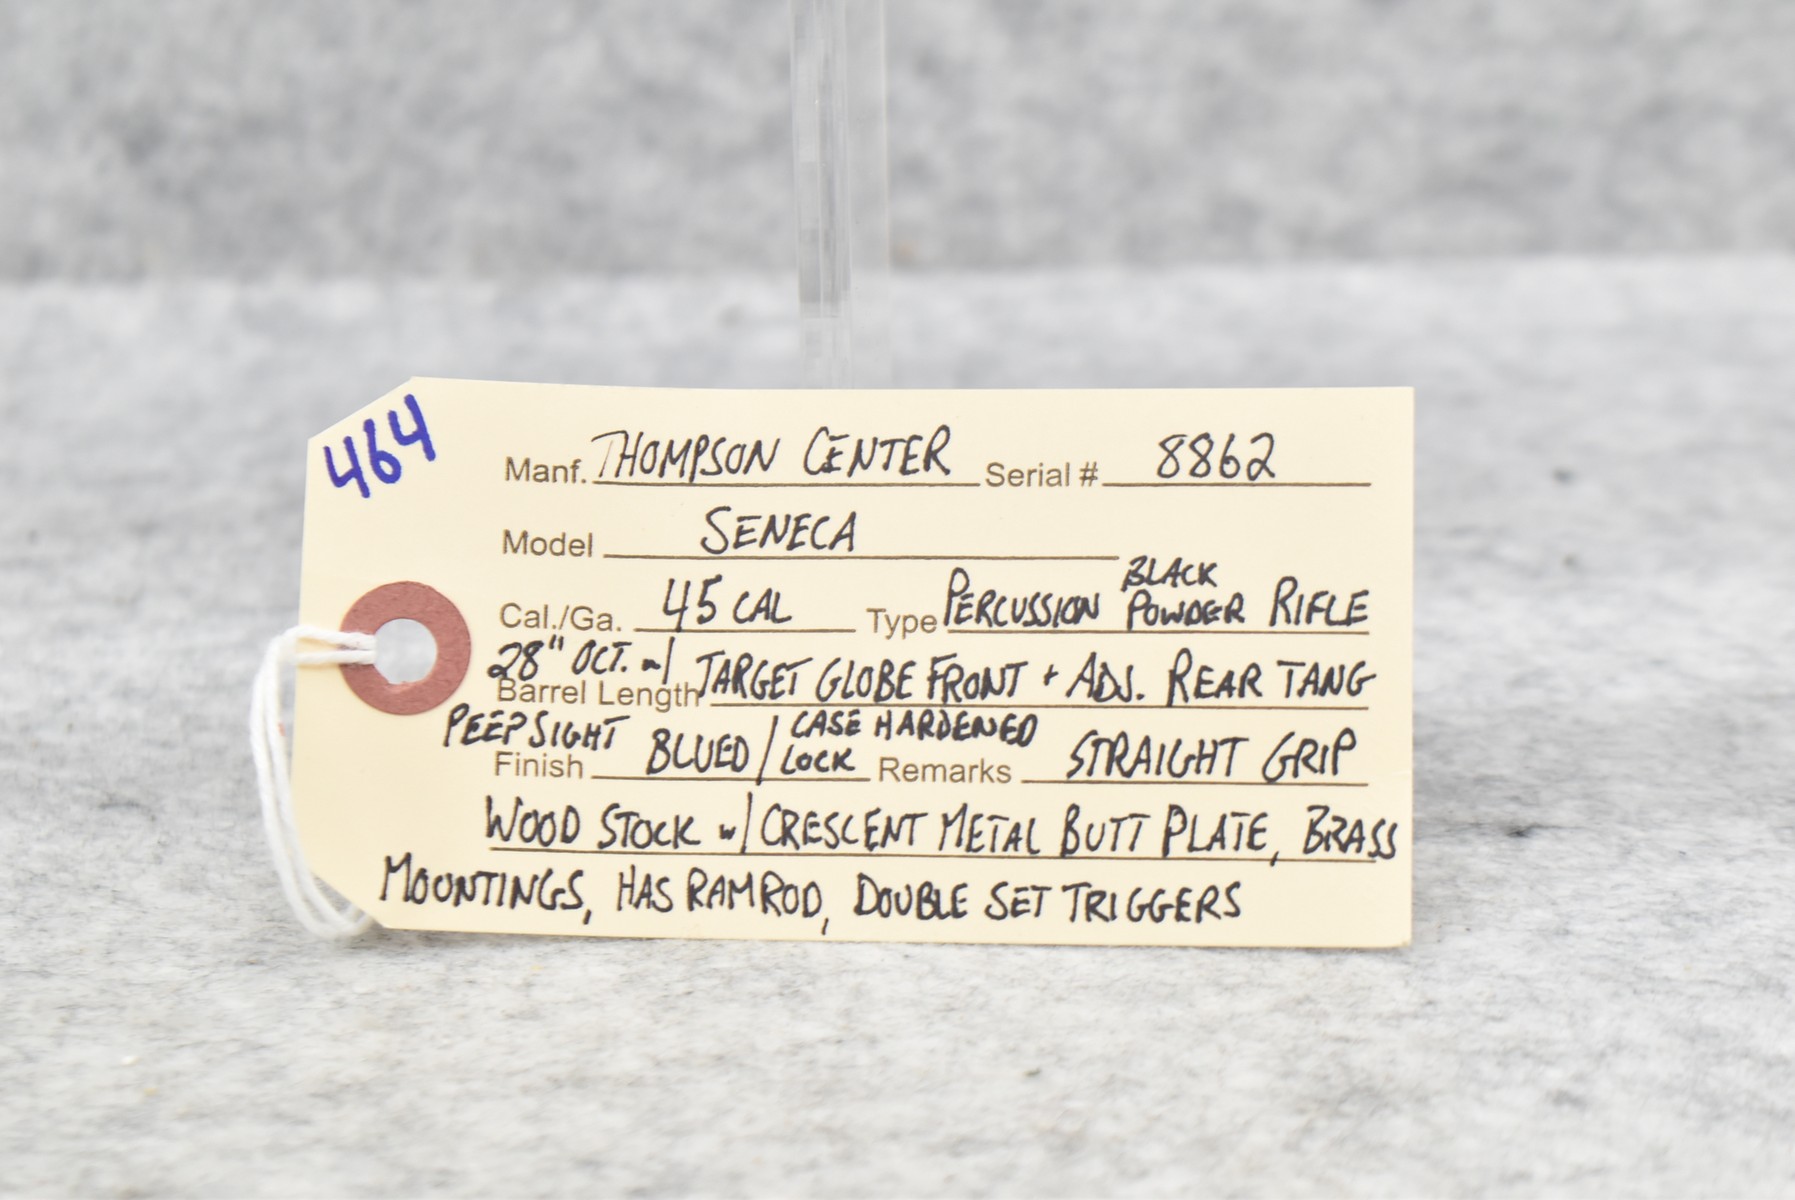 464
Manf. THOMPSON CENTER Serial # 8862
Model SENECA
Cal./Ga. 45 CAL Type PERCUSSION BLACK POWDER RIFLE
Barrel Length 28" OCT. w/ TARGET GLOBE FRONT + ADJ. REAR TANG
PEEP SIGHT
Finish BLUED / CASE HARDENED LOCK Remarks STRAIGHT GRIP
WOOD STOCK w/ CRESCENT METAL BUTT PLATE, BRASS
MOUNTINGS, HAS RAMROD, DOUBLE SET TRIGGERS